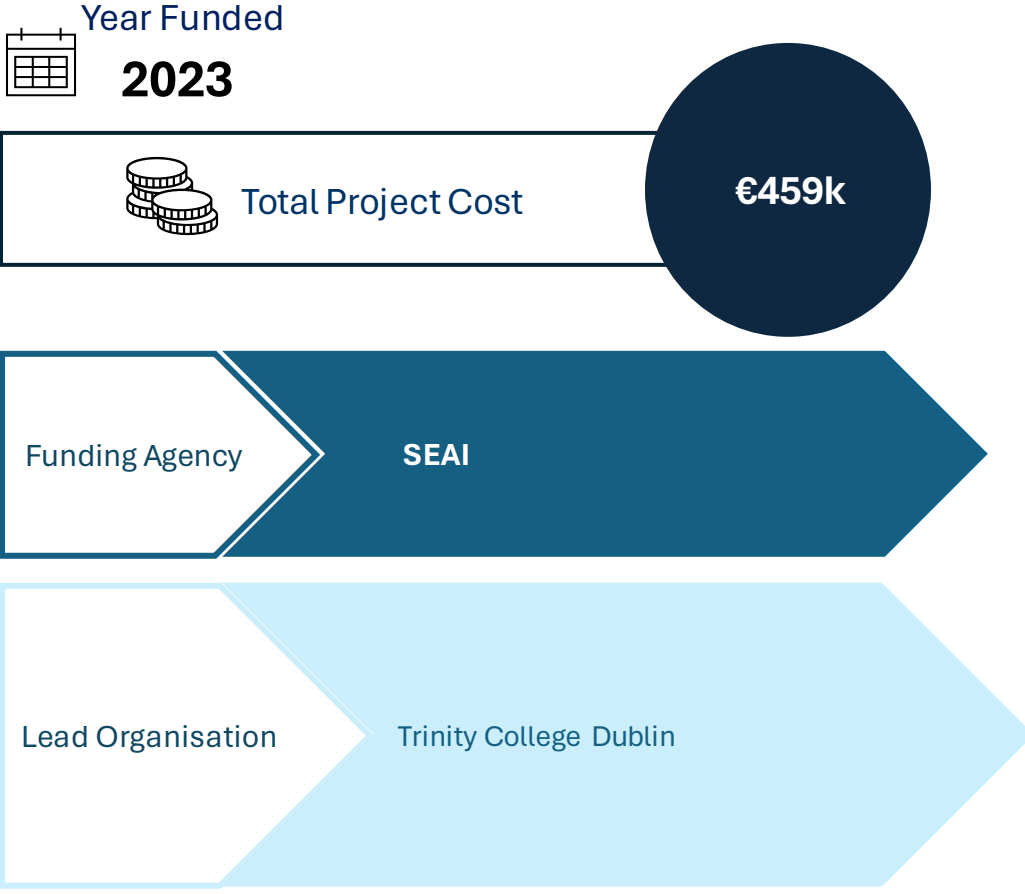 Year Funded
2023
Total Project Cost
€459k
Funding Agency
SEAI
Lead Organisation
Trinity College Dublin